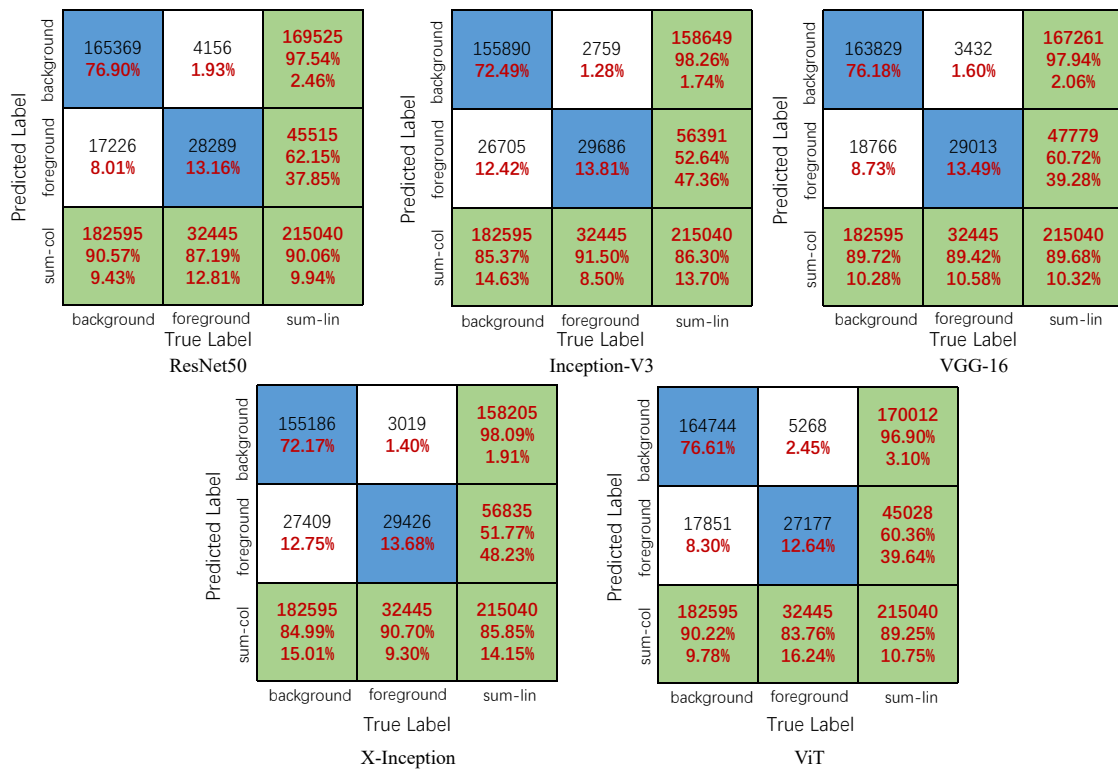 Predicted Label
background
foreground
sum-col
165369
76.90%
4156
1.93%
169525
97.54%
2.46%
17226
8.01%
28289
13.16%
45515
62.15%
37.85%
182595
90.57%
9.43%
32445
87.19%
12.81%
215040
90.06%
9.94%
background
foreground
sum-lin
True Label
ResNet50
Predicted Label
background
foreground
sum-col
155890
72.49%
2759
1.28%
158649
98.26%
1.74%
26705
12.42%
29686
13.81%
56391
52.64%
47.36%
182595
85.37%
14.63%
32445
91.50%
8.50%
215040
86.30%
13.70%
background
foreground
sum-lin
True Label
Inception-V3
Predicted Label
background
foreground
sum-col
163829
76.18%
3432
1.60%
167261
97.94%
2.06%
18766
8.73%
29013
13.49%
47779
60.72%
39.28%
182595
89.72%
10.28%
32445
89.42%
10.58%
215040
89.68%
10.32%
background
foreground
sum-lin
True Label
VGG-16
Predicted Label
background
foreground
sum-col
155186
72.17%
3019
1.40%
158205
98.09%
1.91%
27409
12.75%
29426
13.68%
56835
51.77%
48.23%
182595
84.99%
15.01%
32445
90.70%
9.30%
215040
85.85%
14.15%
background
foreground
sum-lin
True Label
X-Inception
Predicted Label
background
foreground
sum-col
164744
76.61%
5268
2.45%
170012
96.90%
3.10%
17851
8.30%
27177
12.64%
45028
60.36%
39.64%
182595
90.22%
9.78%
32445
83.76%
16.24%
215040
89.25%
10.75%
background
foreground
sum-lin
True Label
ViT